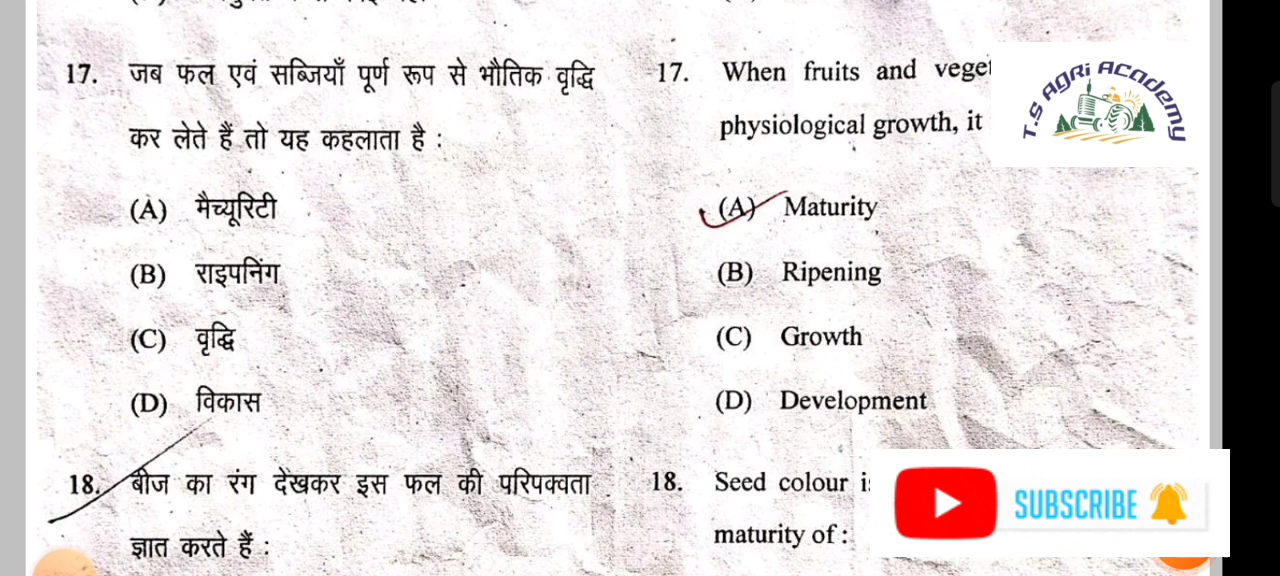 17. जब फल एवं सब्जियाँ पूर्ण रूप से भौतिक वृद्धि
कर लेते हैं तो यह कहलाता है :
(A) मैच्यूरिटी
(B) राइपनिंग
(C) वृद्धि
(D) विकास
18. बीज का रंग देखकर इस फल की परिपक्वता
ज्ञात करते हैं :
17. When fruits and
physiological growth, it
(A) Maturity
(B) Ripening
(C) Growth
(D) Development
18. Seed colour
maturity of :
T.S AGRi ACademy
SUBSCRIBE